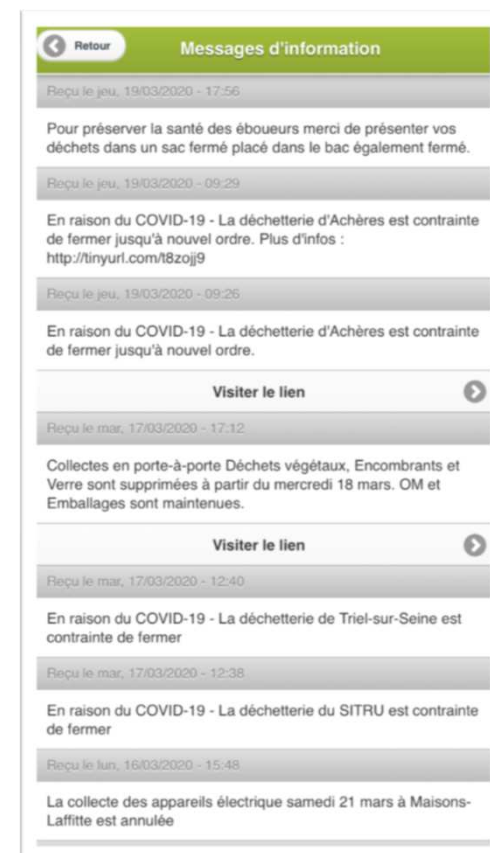 Retour
Messages d'information
Reçu le jeu, 19/03/2020 - 17:56
Pour préserver la santé des éboueurs merci de présenter vos
déchets dans un sac fermé placé dans le bac également fermé.
Reçu le jeu, 19/03/2020 - 09:29
En raison du COVID-19 - La déchetterie d'Achères est contrainte
de fermer jusqu'à nouvel ordre. Plus d'infos :
http://tinyurl.com/t8zojj9
Reçu le jeu, 19/03/2020 - 09:26
En raison du COVID-19 - La déchetterie d'Achères est contrainte
de fermer jusqu'à nouvel ordre.
Visiter le lien
Reçu le mar, 17/03/2020 - 17:12
Collectes en porte-à-porte Déchets végétaux, Encombrants et
Verre sont supprimées à partir du mercredi 18 mars. OM et
Emballages sont maintenues.
Visiter le lien
Reçu le mar, 17/03/2020 - 12:40
En raison du COVID-19 - La déchetterie de Triel-sur-Seine est
contrainte de fermer
Reçu le mar, 17/03/2020 - 12:38
En raison du COVID-19 - La déchetterie du SITRU est contrainte
de fermer
Reçu le lun, 16/03/2020 - 15:48
La collecte des appareils électrique samedi 21 mars à Maisons-
Laffitte est annulée